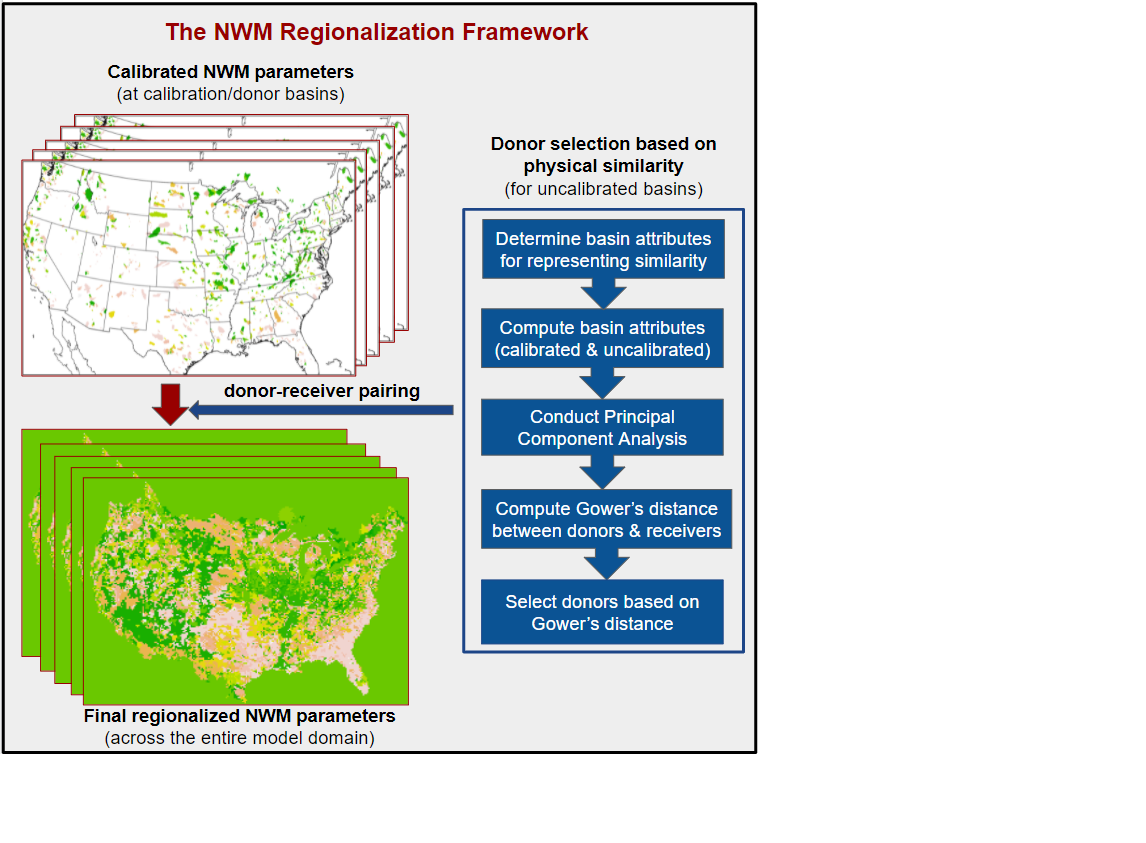 The NWM Regionalization Framework
Calibrated NWM parameters
(at calibration/donor basins)
Donor selection based on
physical similarity
(for uncalibrated basins)
Determine basin attributes
for representing similarity
Compute basin attributes
(calibrated & uncalibrated)
Conduct Principal
Component Analysis
Compute Gower’s distance
between donors & receivers
Select donors based on
Gower’s distance
donor-receiver pairing
Final regionalized NWM parameters
(across the entire model domain)